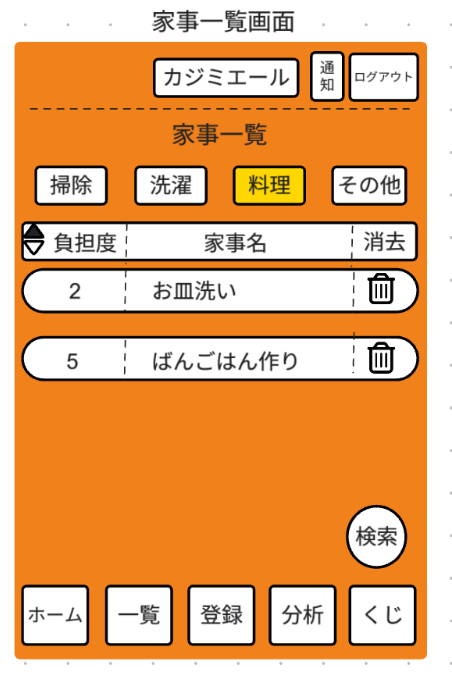 家事一覧画面
カジミエール 通知 ログアウト
家事一覧
掃除 洗濯 料理 その他
負担度 家事名 消去
2 お皿洗い
5 ばんごはん作り
検索
ホーム 一覧 登録 分析 くじ